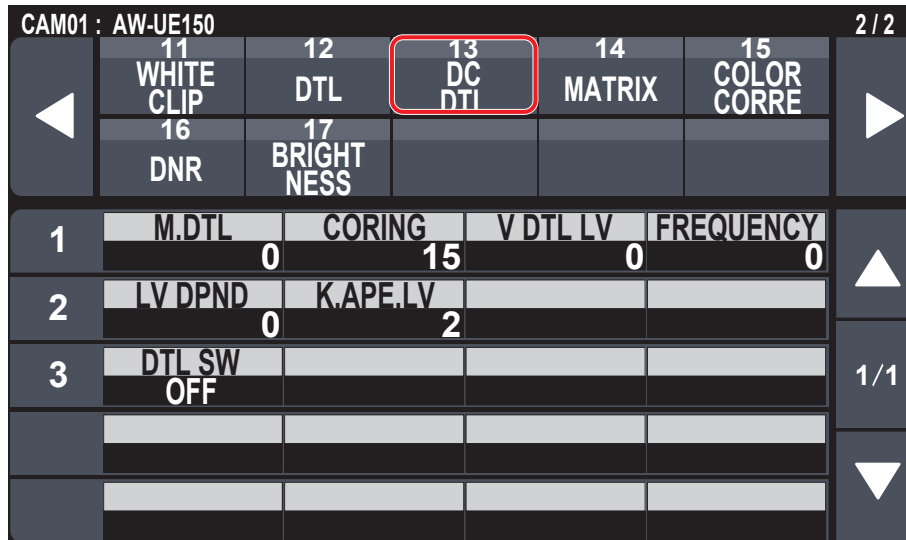 CAM01 : AW-UE150 2 / 2
11 12 13 14 15
WHITE CLIP DTL DC DTL MATRIX COLOR CORRE
16 17
DNR BRIGHT NESS
1 M.DTL CORING V DTL LV FREQUENCY
0 15 0 0
2 LV DPND K,APE,LV
0 2
3 DTL SW 1/1
OFF